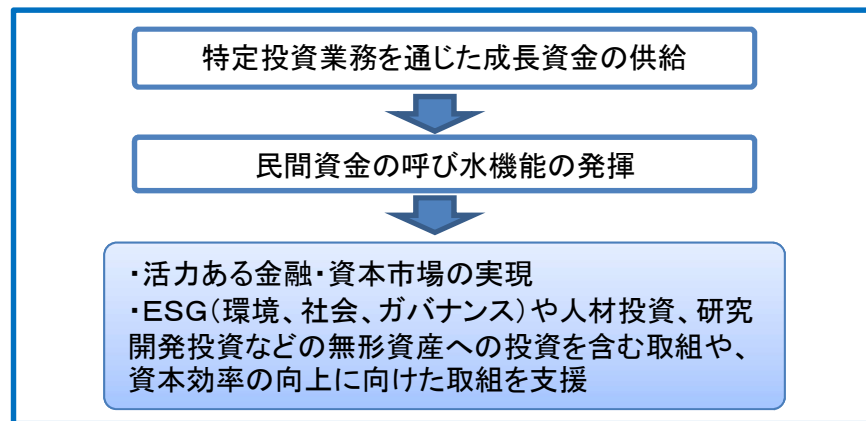 特定投資業務を通じた成長資金の供給
民間資金の呼び水機能の発揮
・活力ある金融・資本市場の実現
・ESG(環境、社会、ガバナンス)や人材投資、研究
開発投資などの無形資産への投資を含む取組や、
資本効率の向上に向けた取組を支援